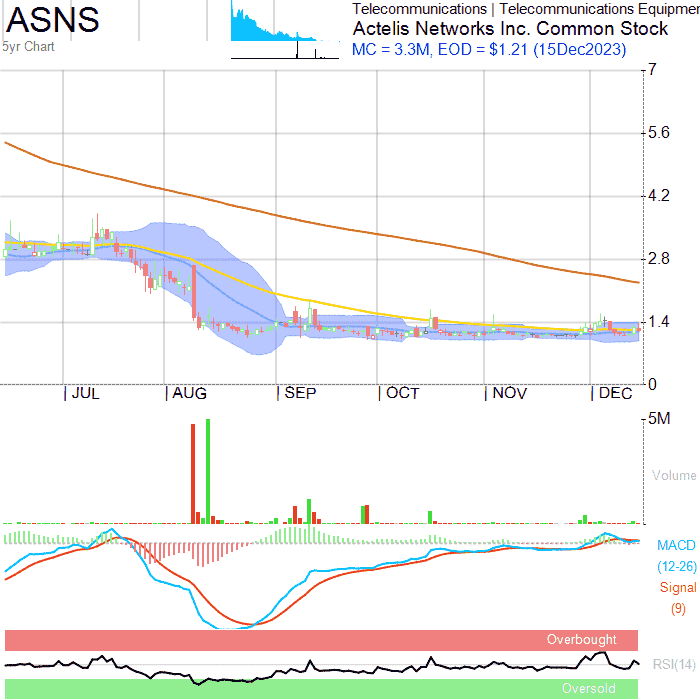 ASNS
5yr Chart
Telecommunications | Telecommunications Equipmen
Actelis Networks Inc. Common Stock
MC = 3.3M, EOD = $1.21 (15Dec2023)
7
5.6
4.2
2.8
1.4
0
JUL
AUG
SEP
OCT
NOV
DEC
5M
Volume
MACD
(12-26)
Signal
(9)
Overbought
RSI(14)
Oversold